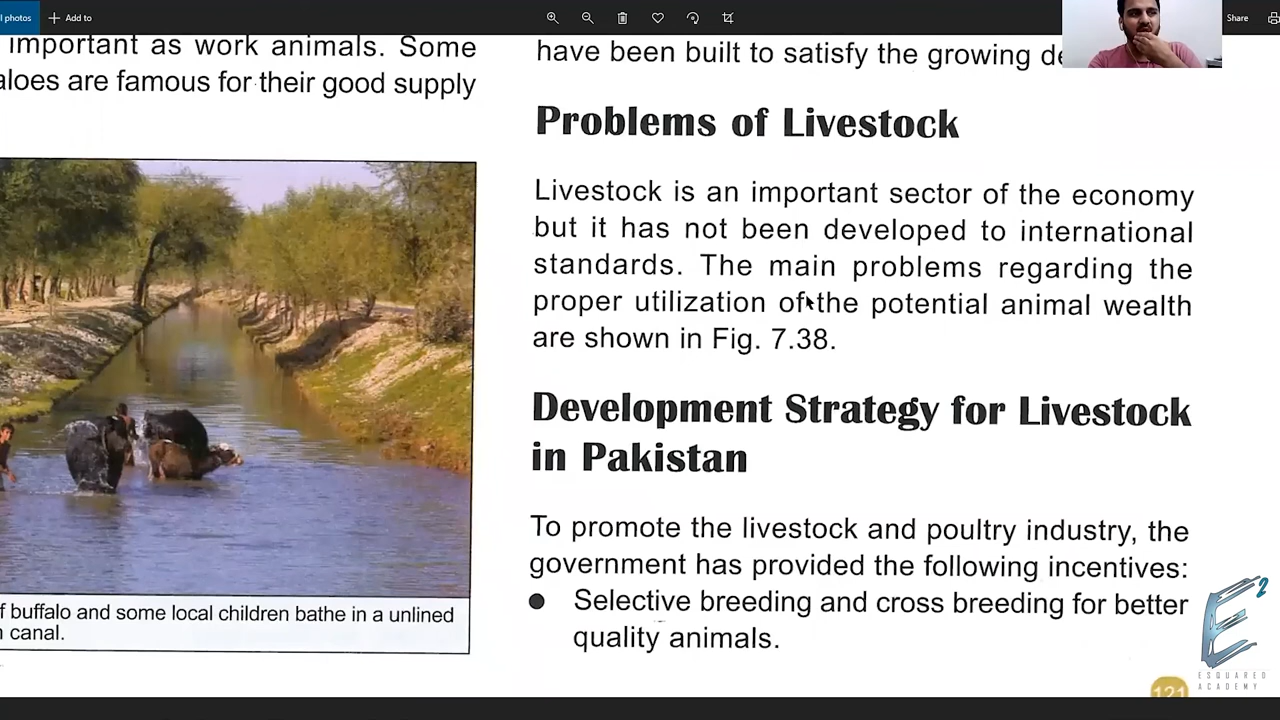 l photos
Add to
Share
important as work animals. Some
aloes are famous for their good supply
f buffalo and some local children bathe in a unlined
canal.
have been built to satisfy the growing
Problems of Livestock
Livestock is an important sector of the economy
but it has not been developed to international
standards. The main problems regarding the
proper utilization of the potential animal wealth
are shown in Fig. 7.38.
Development Strategy for Livestock
in Pakistan
To promote the livestock and poultry industry, the
government has provided the following incentives:
● Selective breeding and cross breeding for better
quality animals.
121
E2
ESQUARED
ACADEMY